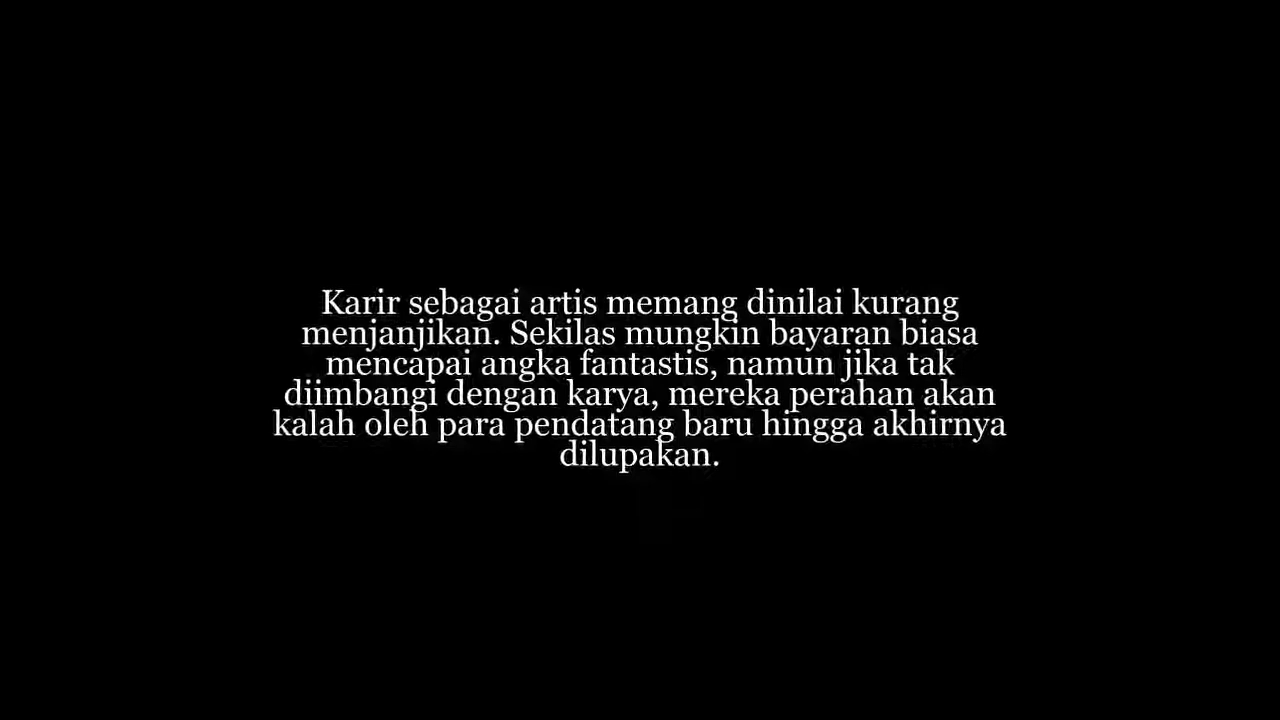 Karir sebagai artis memang dinilai kurang
menjanjikan. Sekilas mungkin bayaran biasa
mencapai angka fantastis, namun jika tak
diimbangi dengan karya, mereka perahan akan
kalah oleh para pendatang baru hingga akhirnya
dilupakan.